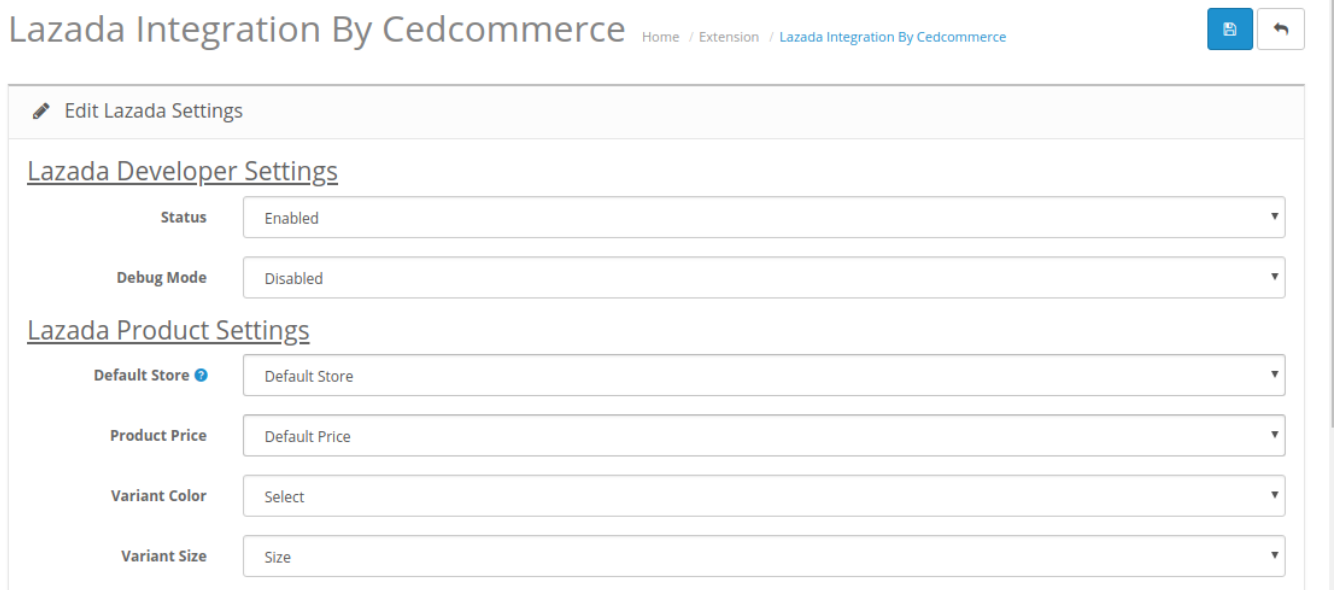 Lazada Integration By Cedcommerce Home / Extension / Lazada Integration By Cedcommerce
Edit Lazada Settings
Lazada Developer Settings
Status Enabled
Debug Mode Disabled
Lazada Product Settings
Default Store Default Store
Product Price Default Price
Variant Color Select
Variant Size Size